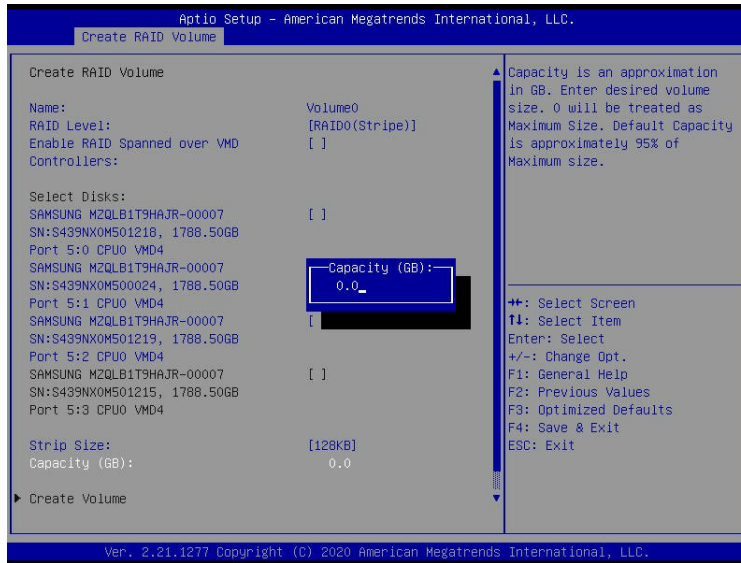 Aptio Setup – American Megatrends International, LLC.
Create RAID Volume
Create RAID Volume
Name: Volume0
RAID Level: [RAID0(Stripe)]
Enable RAID Spanned over VMD [ ]
Controllers:
Select Disks:
SAMSUNG MZQLB1T9HAJR-00007 [ ]
SN:S439NX0M501218, 1788.50GB
Port 5:0 CPU0 VMD4
SAMSUNG MZQLB1T9HAJR-00007
SN:S439NX0M500024, 1788.50GB
Port 5:1 CPU0 VMD4
SAMSUNG MZQLB1T9HAJR-00007 [
SN:S439NX0M501219, 1788.50GB
Port 5:2 CPU0 VMD4
SAMSUNG MZQLB1T9HAJR-00007 [ ]
SN:S439NX0M501215, 1788.50GB
Port 5:3 CPU0 VMD4
Strip Size: [128KB]
Capacity (GB): 0.0
Create Volume
Capacity (GB):
0.0_
Capacity is an approximation
in GB. Enter desired volume
size. 0 will be treated as
Maximum Size. Default Capacity
is approximately 95% of
Maximum size.
→←: Select Screen
↑↓: Select Item
Enter: Select
+/-: Change Opt.
F1: General Help
F2: Previous Values
F3: Optimized Defaults
F4: Save & Exit
ESC: Exit
Ver. 2.21.1277 Copyright (C) 2020 American Megatrends International, LLC.